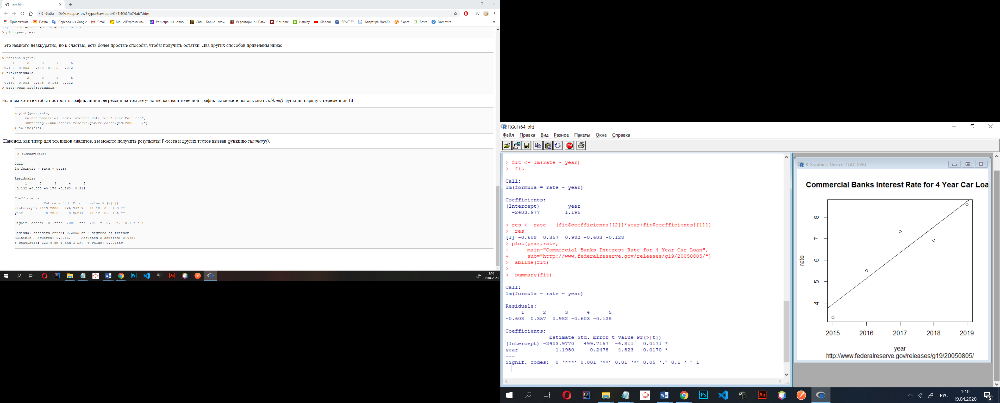 lab7.htm
Файл | D:/Университет/3курс/6семестр/СиТИОД/lb7/lab7.htm
Приложения Почта Переводчик Google Gmail Мой AliExpress: Уп... Регистрация новог... Лапин Борис - ска... Рефакторинг и Пат... GoHome Hata.by Sindom REALT.BY Квартира-Дом.BY Slanet Resta Domovita »
[1] 0.132 -0.003 -0.178 -0.163 0.212
> plot(year,res)
Это немного неаккуратно, но к счастью, есть более простые способы, чтобы получить остатки. Два других способов приведены ниже:
> residuals(fit)
1 2 3 4 5
0.132 -0.003 -0.178 -0.163 0.212
> fit$residuals
1 2 3 4 5
0.132 -0.003 -0.178 -0.163 0.212
> plot(year,fit$residuals)
Если вы хотите чтобы построить график линии регрессии на том же участке, как ваш точечной график вы можете использовать abline() функции наряду с переменной fit:
> plot(year,rate,
main="Commercial Banks Interest Rate for 4 Year Car Loan",
sub="http://www.federalreserve.gov/releases/g19/20050805/")
> abline(fit)
Наконец, как тизер для тех видов анализов, вы можете получить результаты F-теста и других тестов вызвав функцию summary():
> summary(fit)
Call:
lm(formula = rate ~ year)
Residuals:
1 2 3 4 5
0.132 -0.003 -0.178 -0.163 0.212
Coefficients:
Estimate Std. Error t value Pr(>|t|)
(Intercept) 1419.20800 126.94957 11.18 0.00153 **
year -0.70500 0.06341 -11.12 0.00156 **
---
Signif. codes: 0 '***' 0.001 '**' 0.01 '*' 0.05 '.' 0.1 ' ' 1
Residual standard error: 0.2005 on 3 degrees of freedom
Multiple R-Squared: 0.9763, Adjusted R-squared: 0.9684
F-statistic: 123.6 on 1 and 3 DF, p-value: 0.001559
1:10
19.04.2020
RGui (64-bit)
Файл Правка Вид Разное Пакеты Окна Справка
STOP
> fit <- lm(rate ~ year)
> fit
Call:
lm(formula = rate ~ year)
Coefficients:
(Intercept) year
-2403.977 1.195
> res <- rate - (fit$coefficients[[2]]*year+fit$coefficients[[1]])
> res
[1] -0.608 0.357 0.982 -0.603 -0.128
> plot(year,rate,
+ main="Commercial Banks Interest Rate for 4 Year Car Loan",
+ sub="http://www.federalreserve.gov/releases/g19/20050805/")
> abline(fit)
>
> summary(fit)
Call:
lm(formula = rate ~ year)
Residuals:
1 2 3 4 5
-0.608 0.357 0.982 -0.603 -0.128
Coefficients:
Estimate Std. Error t value Pr(>|t|)
(Intercept) -2403.9770 499.7157 -4.811 0.0171 *
year 1.1950 0.2478 4.823 0.0170 *
---
Signif. codes: 0 ‘***’ 0.001 ‘**’ 0.01 ‘*’ 0.05 ‘.’ 0.1 ‘ ’ 1
R Graphics: Device 2 (ACTIVE)
Commercial Banks Interest Rate for 4 Year Car Loa
8
7
6
5
4
rate
2015 2016 2017 2018 2019
year
http://www.federalreserve.gov/releases/g19/20050805/
РУС
1:10
19.04.2020
5